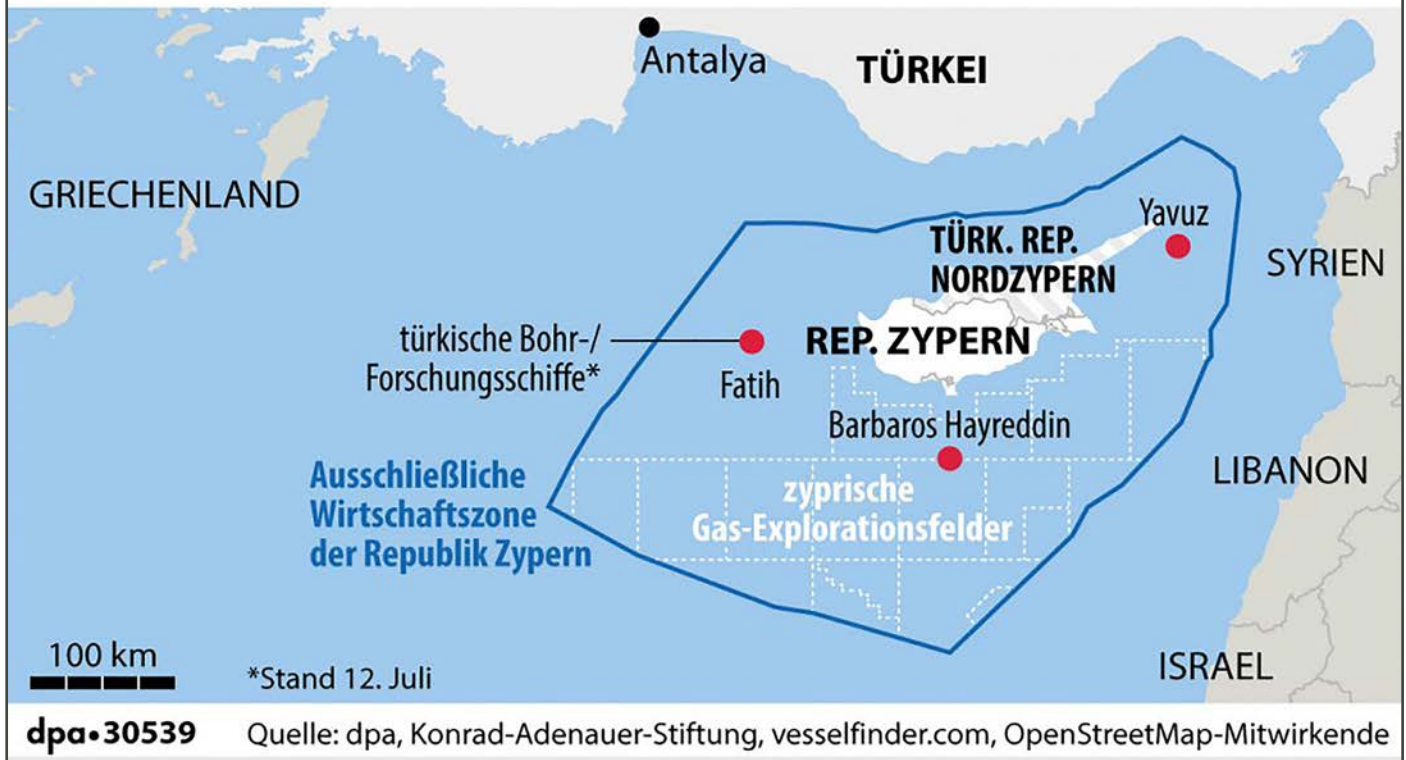 Antalya
TÜRKEI
GRIECHENLAND
Yavuz
TÜRK. REP.
NORDZYPERN
SYRIEN
türkische Bohr-/
Forschungsschiffe*
REP. ZYPERN
Fatih
Barbaros Hayreddin
Ausschließliche
Wirtschaftszone
der Republik Zypern
zyprische
Gas-Explorationsfelder
LIBANON
100 km
*Stand 12. Juli
ISRAEL
dpa•30539 Quelle: dpa, Konrad-Adenauer-Stiftung, vesselfinder.com, OpenStreetMap-Mitwirkende